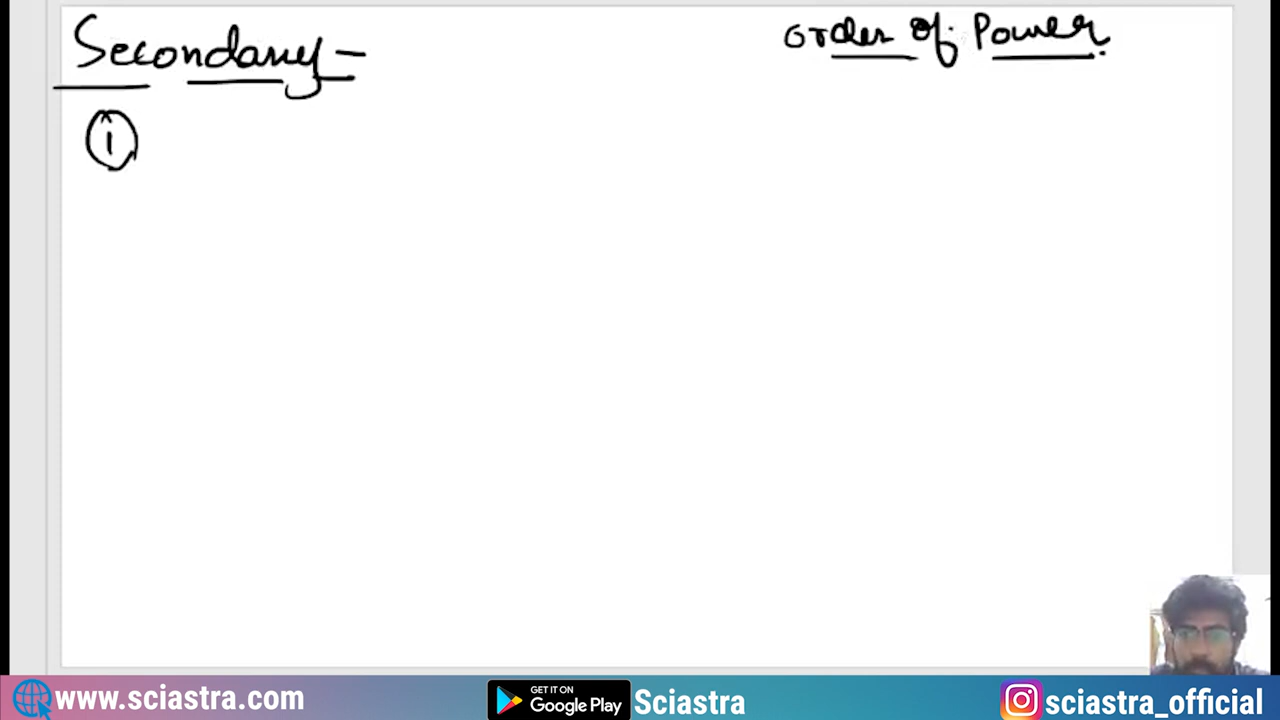 Secondary -
order of Power
1
www.sciastra.com
GET IT ON
Google Play
Sciastra
sciastra_official